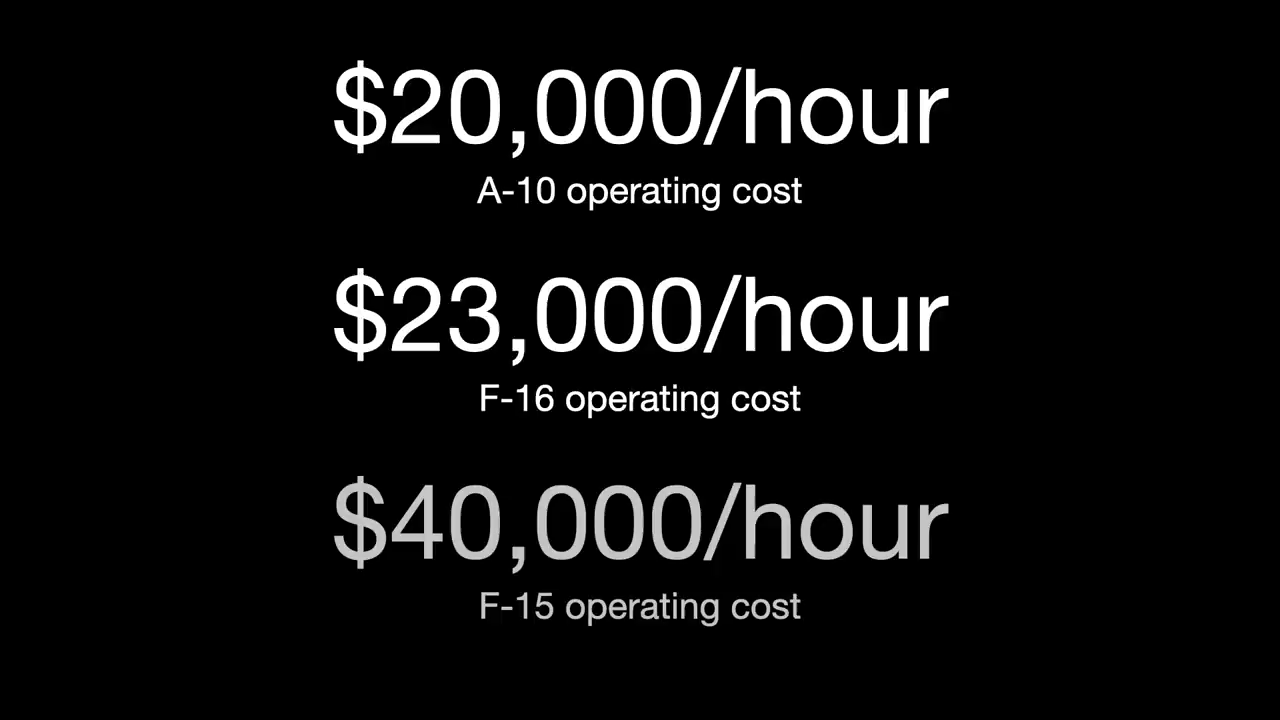 $20,000/hour
A-10 operating cost
$23,000/hour
F-16 operating cost
$40,000/hour
F-15 operating cost